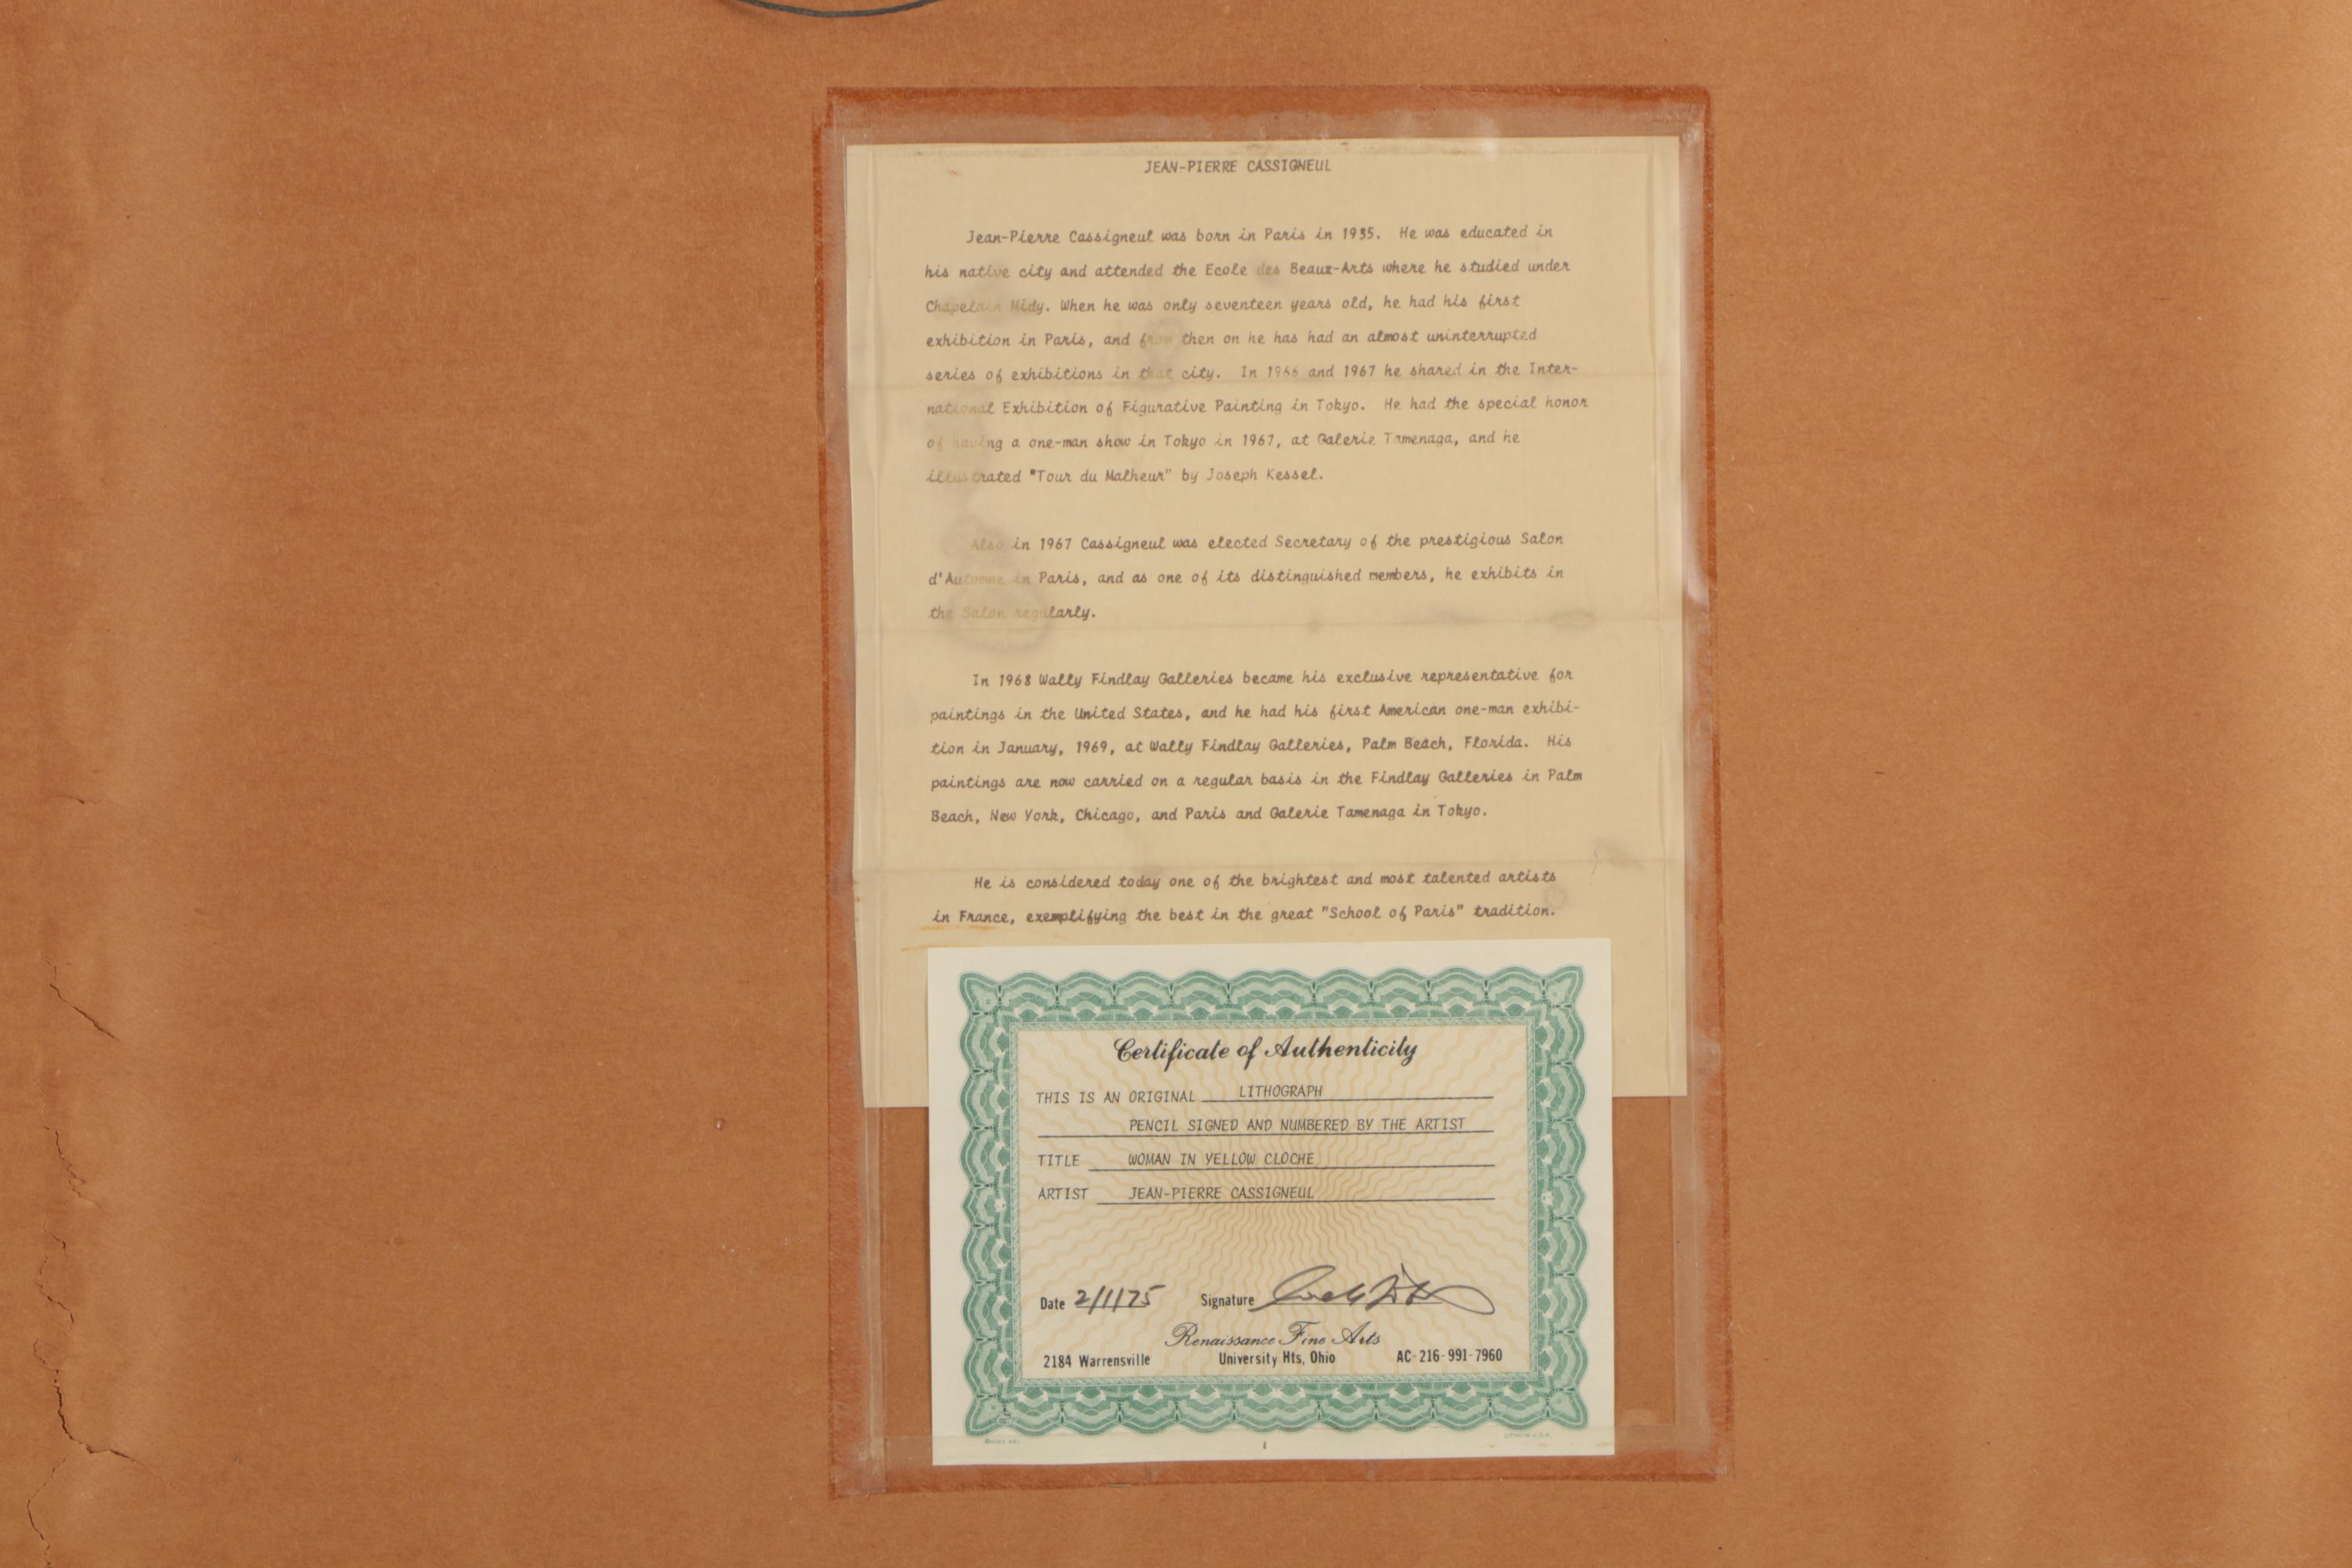 JEAN-PIERRE CASSIGNEUL
Jean-Pierre Cassigneul was born in Paris in 1935. He was educated in
his native city and attended the Ecole des Beaux-Arts where he studied under
Chapelain Midy. When he was only seventeen years old, he had his first
exhibition in Paris, and from then on he has had an almost uninterrupted
series of exhibitions in that city. In 1966 and 1967 he shared in the Inter-
national Exhibition of Figurative Painting in Tokyo. He had the special honor
of having a one-man show in Tokyo in 1967, at Galerie Tamenaga, and he
illustrated "Tour du Malheur" by Joseph Kessel.
Also in 1967 Cassigneul was elected Secretary of the prestigious Salon
d'Automne in Paris, and as one of its distinguished members, he exhibits in
the Salon regularly.
In 1968 Wally Findlay Galleries became his exclusive representative for
paintings in the United States, and he had his first American one-man exhibi-
tion in January, 1969, at Wally Findlay Galleries, Palm Beach, Florida. His
paintings are now carried on a regular basis in the Findlay Galleries in Palm
Beach, New York, Chicago, and Paris and Galerie Tamenaga in Tokyo.
He is considered today one of the brightest and most talented artists
in France, exemplifying the best in the great "School of Paris" tradition.
Certificate of Authenticity
THIS IS AN ORIGINAL LITHOGRAPH
PENCIL SIGNED AND NUMBERED BY THE ARTIST
TITLE WOMAN IN YELLOW CLOCHE
ARTIST JEAN-PIERRE CASSIGNEUL
Date 2/1/75 Signature
Renaissance Fine Arts
2184 Warrensville University Hts, Ohio AC-216-991-7960
LITHO IN U.S.A.